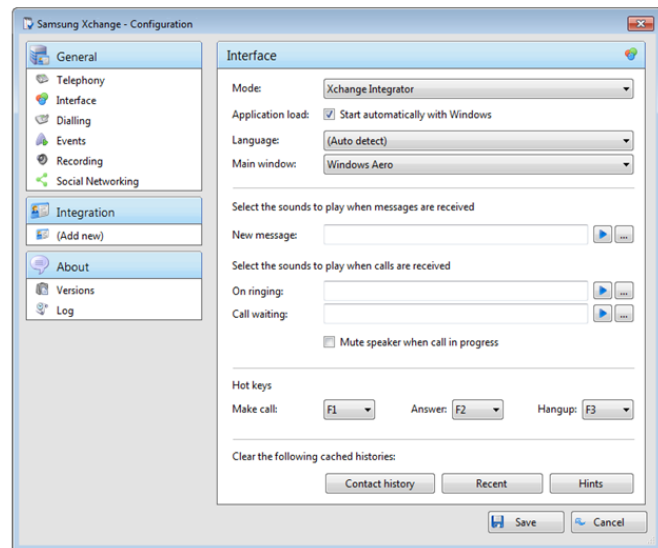 Samsung Xchange - Configuration
General
Telephony
Interface
Dialling
Events
Recording
Social Networking
Integration
(Add new)
About
Versions
Log
Interface
Mode: Xchange Integrator
Application load: Start automatically with Windows
Language: (Auto detect)
Main window: Windows Aero
Select the sounds to play when messages are received
New message: ...
Select the sounds to play when calls are received
On ringing: ...
Call waiting: ...
Mute speaker when call in progress
Hot keys
Make call: F1 Answer: F2 Hangup: F3
Clear the following cached histories:
Contact history Recent Hints
Save Cancel